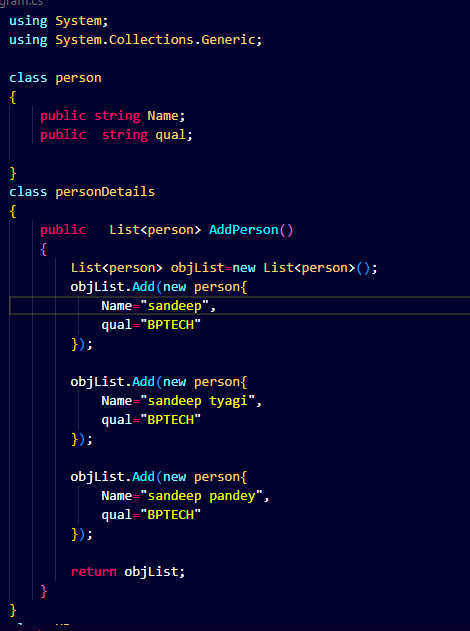 gram.cs
using System;
using System.Collections.Generic;
class person
{
public string Name;
public  string qual;
}
class personDetails
{
public   List<person> AddPerson()
{
List<person> objList=new List<person>();
objList.Add(new person{
Name="sandeep",
qual="BPTECH"
});
objList.Add(new person{
Name="sandeep tyagi",
qual="BPTECH"
});
objList.Add(new person{
Name="sandeep pandey",
qual="BPTECH"
});
return objList;
}
}